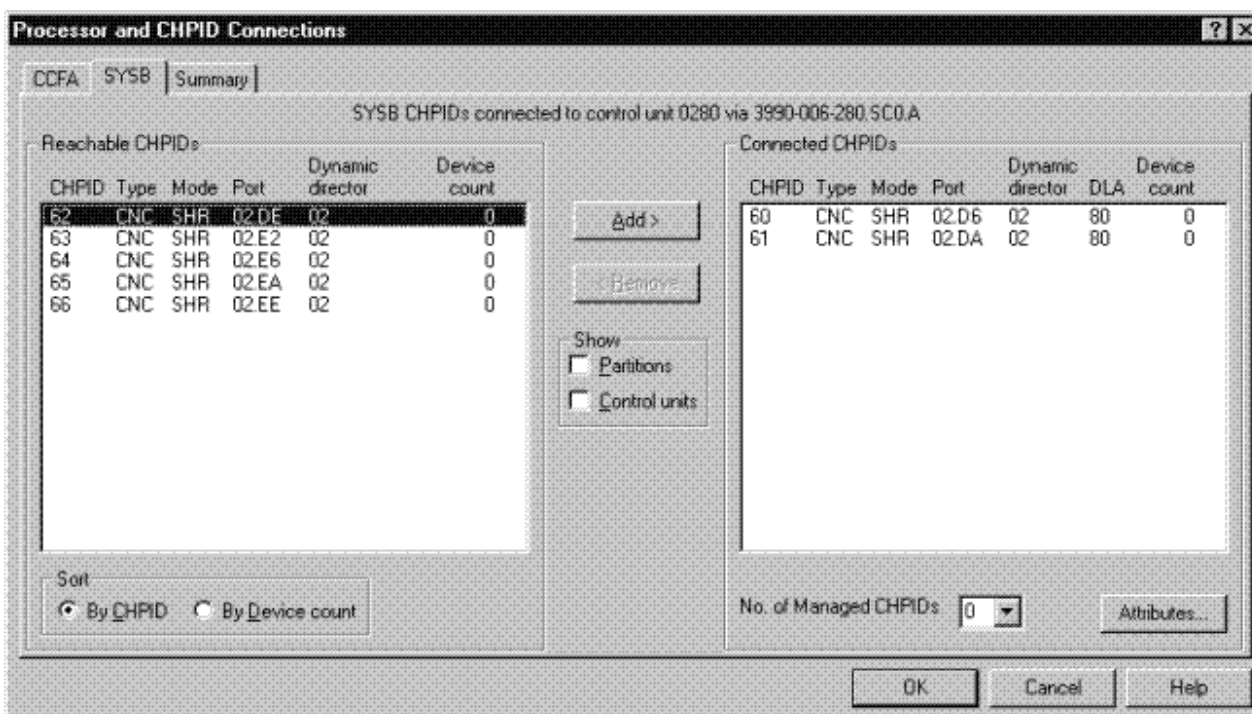 Processor and CHPID Connections
CCFA SYSB Summary
SYSB CHPIDs connected to control unit 0280 via 3990-006-280.SC0.A
Reachable CHPIDs
Dynamic Device
CHPID Type Mode Port director count
62 CNC SHR 02.DE 02 0
63 CNC SHR 02.E2 02 0
64 CNC SHR 02.E6 02 0
65 CNC SHR 02.EA 02 0
66 CNC SHR 02.EE 02 0
Sort
By CHPID By Device count
Add >
< Remove
Show
Partitions
Control units
Connected CHPIDs
Dynamic Device
CHPID Type Mode Port director DLA count
60 CNC SHR 02.D6 02 80 0
61 CNC SHR 02.DA 02 80 0
No. of Managed CHPIDs 0 Attributes...
OK Cancel Help